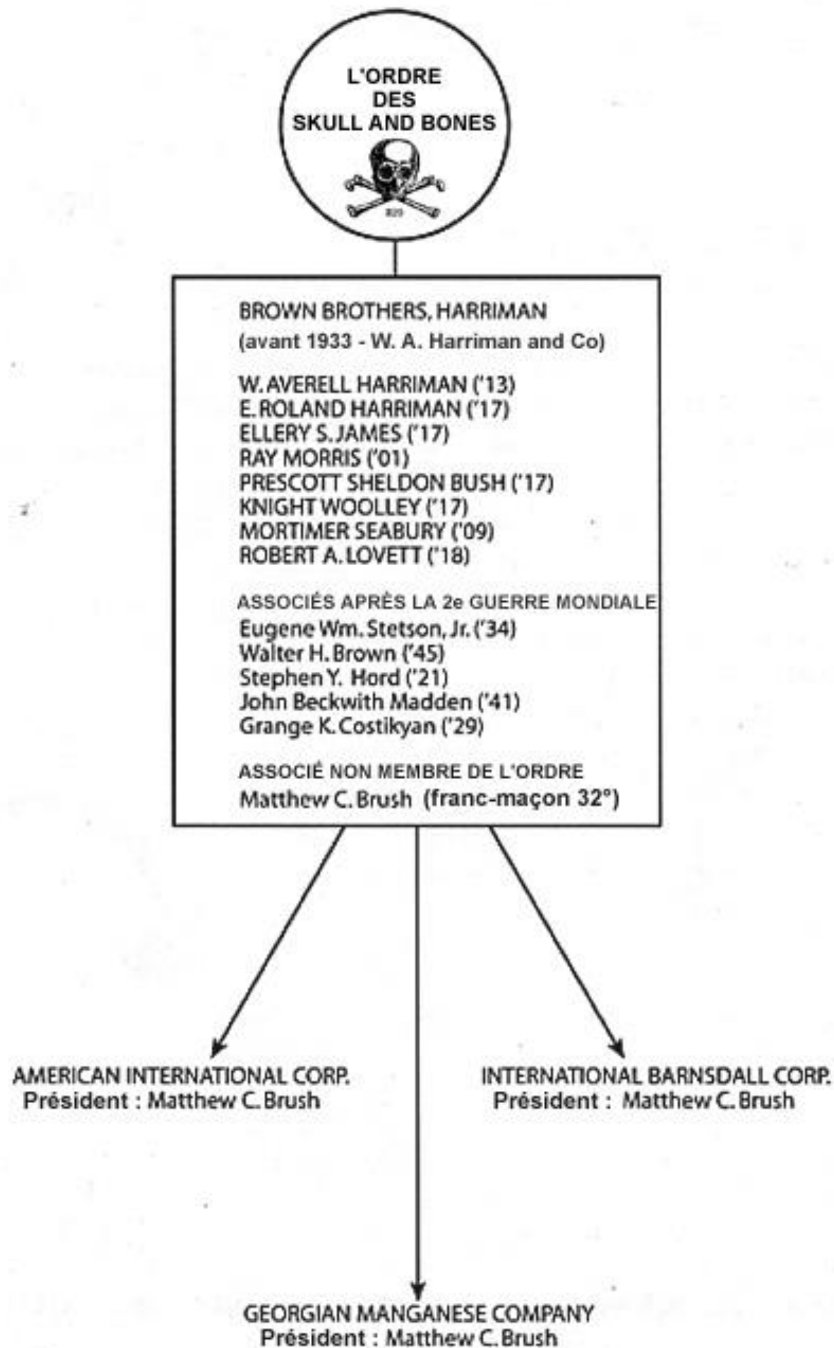 L'ORDRE
DES
SKULL AND BONES
BROWN BROTHERS, HARRIMAN
(avant 1933 - W. A. Harriman and Co)
W. AVERELL HARRIMAN ('13)
E. ROLAND HARRIMAN ('17)
ELLERY S. JAMES ('17)
RAY MORRIS ('01)
PRESCOTT SHELDON BUSH ('17)
KNIGHT WOOLLEY ('17)
MORTIMER SEABURY ('09)
ROBERT A. LOVETT ('18)
ASSOCIÉS APRÈS LA 2e GUERRE MONDIALE
Eugene Wm. Stetson, Jr. ('34)
Walter H. Brown ('45)
Stephen Y. Hord ('21)
John Beckwith Madden ('41)
Grange K. Costikyan ('29)
ASSOCIÉ NON MEMBRE DE L'ORDRE
Matthew C. Brush (franc-maçon 32°)
AMERICAN INTERNATIONAL CORP.
Président : Matthew C. Brush
INTERNATIONAL BARNSDALL CORP.
Président : Matthew C. Brush
GEORGIAN MANGANESE COMPANY
Président : Matthew C. Brush